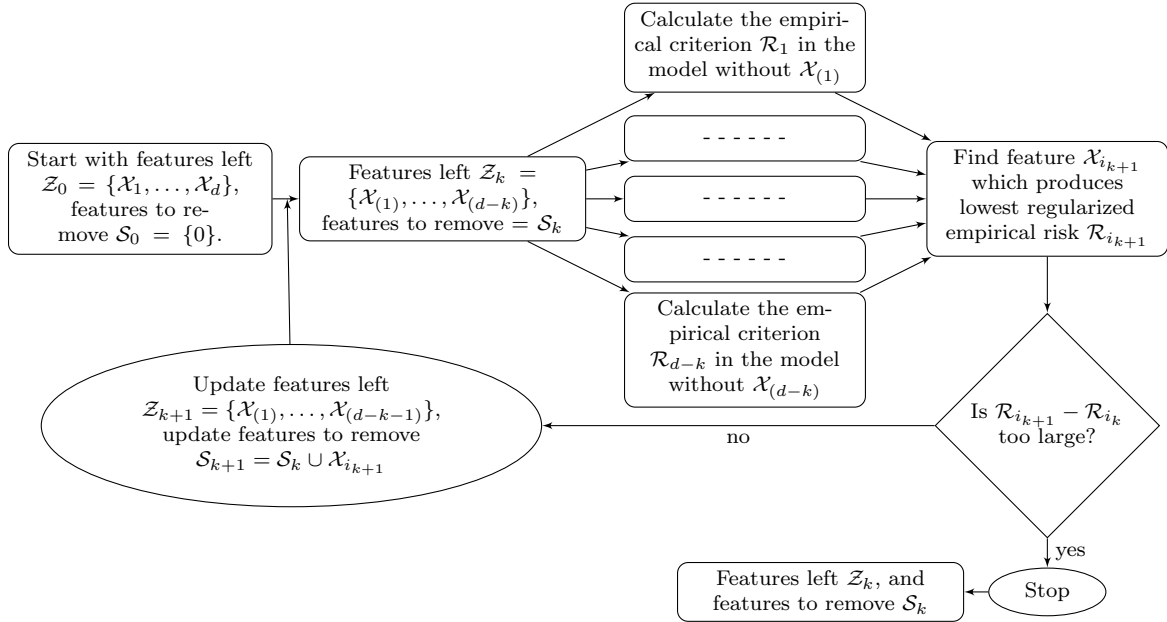 Start with features left
𝒵_0 = {𝒳_1, . . . , 𝒳_d},
features to re-
move 𝒮_0 = {0}.
Features left 𝒵_k =
{𝒳_(1), . . . , 𝒳_(d−k)},
features to remove = 𝒮_k
Calculate the empiri-
cal criterion ℛ_1 in the
model without 𝒳_(1)
- - - - - -
- - - - - -
- - - - - -
Calculate the em-
pirical criterion
ℛ_{d−k} in the model
without 𝒳_(d−k)
Find feature 𝒳_{i_{k+1}}
which produces
lowest regularized
empirical risk ℛ_{i_{k+1}}
Is ℛ_{i_{k+1}} − ℛ_{i_k}
too large?
no
Update features left
𝒵_{k+1} = {𝒳_(1), . . . , 𝒳_(d−k−1)},
update features to remove
𝒮_{k+1} = 𝒮_k ∪ 𝒳_{i_{k+1}}
yes
Stop
Features left 𝒵_k, and
features to remove 𝒮_k